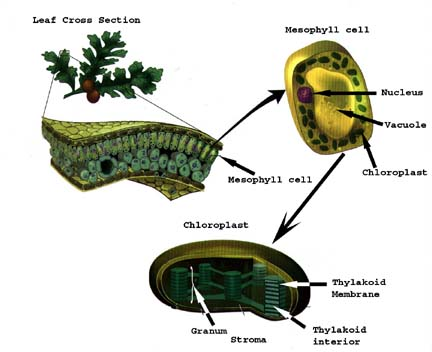 Leaf Cross Section
Mesophyll cell
Nucleus
Vacuole
Chloroplast
Mesophyll cell
Chloroplast
Thylakoid
Membrane
Granum
Stroma
Thylakoid
interior